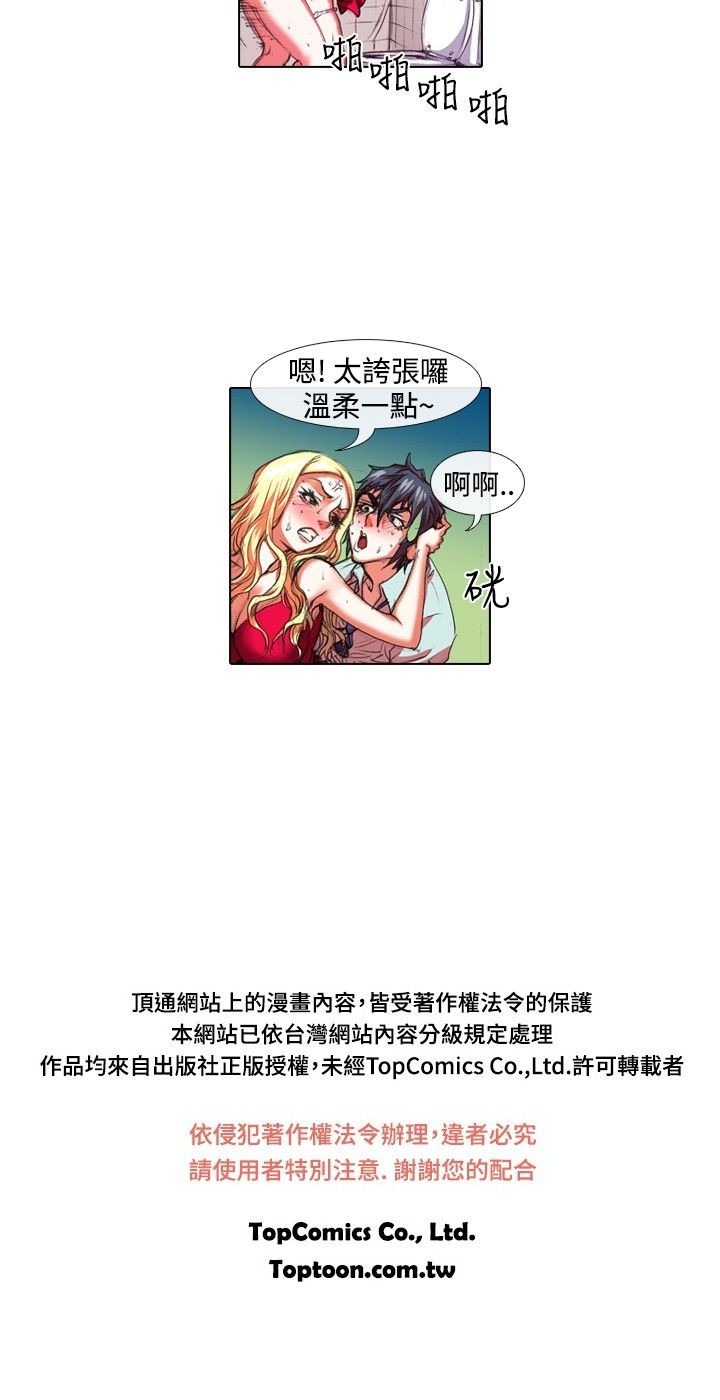 啪啪啪啪
嗯! 太誇張囉
溫柔一點~
啊啊..
硄
頂通網站上的漫畫內容，皆受著作權法令的保護
本網站已依台灣網站內容分級規定處理
作品均來自出版社正版授權，未經TopComics Co.,Ltd.許可轉載者
依侵犯著作權法令辦理，違者必究
請使用者特別注意. 謝謝您的配合
TopComics Co., Ltd.
Toptoon.com.tw